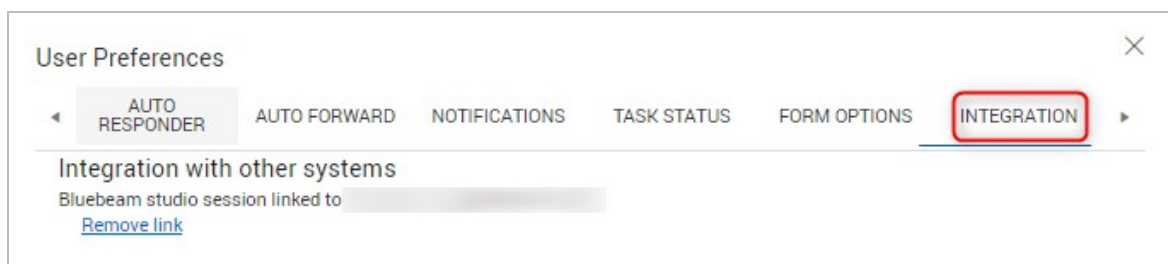 User Preferences
AUTO
RESPONDER
AUTO FORWARD
NOTIFICATIONS
TASK STATUS
FORM OPTIONS
INTEGRATION
Integration with other systems
Bluebeam studio session linked to
Remove link